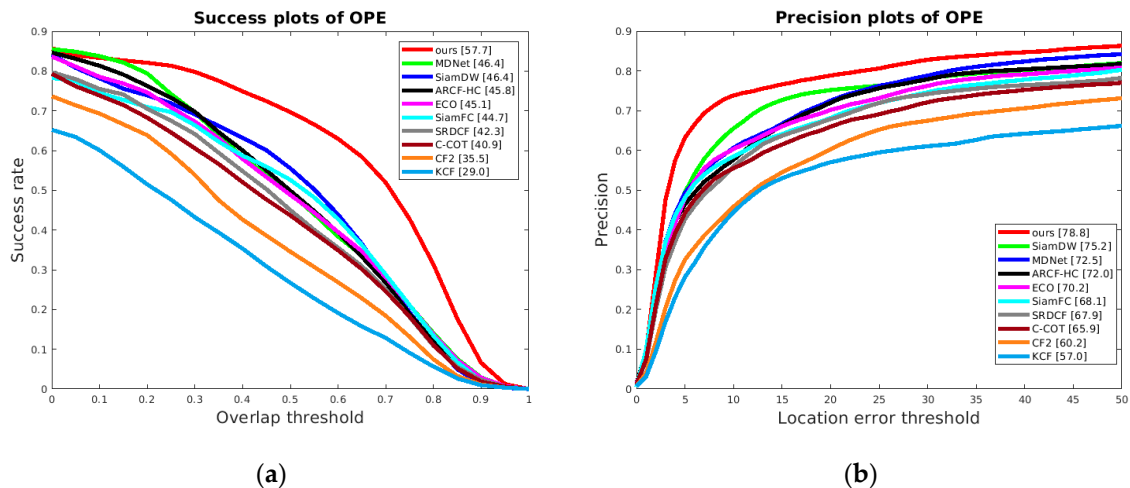 Success plots of OPE
0.9
0.8
0.7
0.6
0.5
0.4
0.3
0.2
0.1
0
Success rate
ours [57.7]
MDNet [46.4]
SiamDW [46.4]
ARCF-HC [45.8]
ECO [45.1]
SiamFC [44.7]
SRDCF [42.3]
C-COT [40.9]
CF2 [35.5]
KCF [29.0]
0 0.1 0.2 0.3 0.4 0.5 0.6 0.7 0.8 0.9 1
Overlap threshold
(a)
Precision plots of OPE
0.9
0.8
0.7
0.6
0.5
0.4
0.3
0.2
0.1
0
Precision
ours [78.8]
SiamDW [75.2]
MDNet [72.5]
ARCF-HC [72.0]
ECO [70.2]
SiamFC [68.1]
SRDCF [67.9]
C-COT [65.9]
CF2 [60.2]
KCF [57.0]
0 5 10 15 20 25 30 35 40 45 50
Location error threshold
(b)